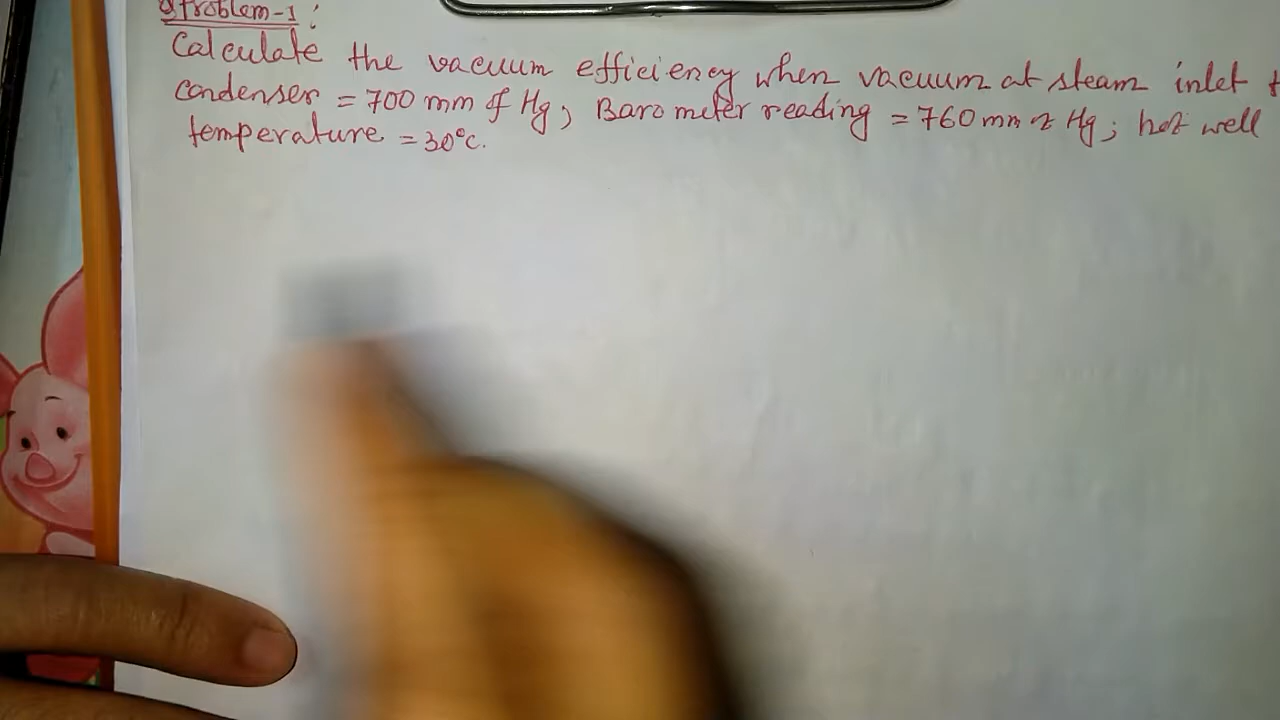 Problem-1 :
Calculate the vacuum efficiency when vacuum at steam inlet
condenser = 700 mm of Hg; Barometer reading = 760 mm of Hg; hot well
temperature = 30°C.